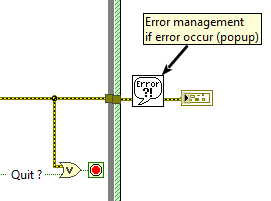 Error management
if error occur (popup)
Error
?!
Quit ?
V